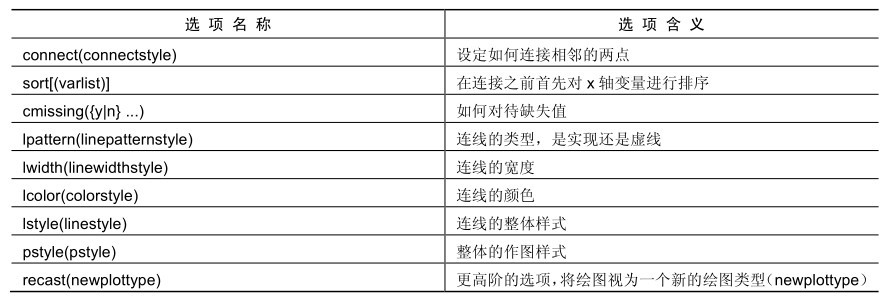 选 项 名 称 选 项 含 义
connect(connectstyle) 设定如何连接相邻的两点
sort[(varlist)] 在连接之前首先对 x 轴变量进行排序
cmissing({y|n} ...) 如何对待缺失值
lpattern(linepatternstyle) 连线的类型，是实现还是虚线
lwidth(linewidthstyle) 连线的宽度
lcolor(colorstyle) 连线的颜色
lstyle(linestyle) 连线的整体样式
pstyle(pstyle) 整体的作图样式
recast(newplottype) 更高阶的选项，将绘图视为一个新的绘图类型（newplottype）